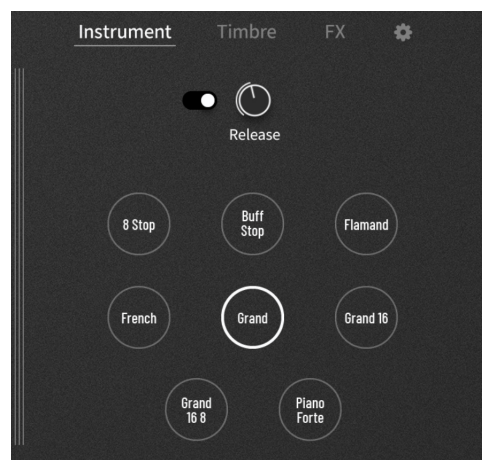 Instrument Timbre FX
Release
8 Stop
Buff
Stop
Flamand
French
Grand
Grand 16
Grand
16 8
Piano
Forte